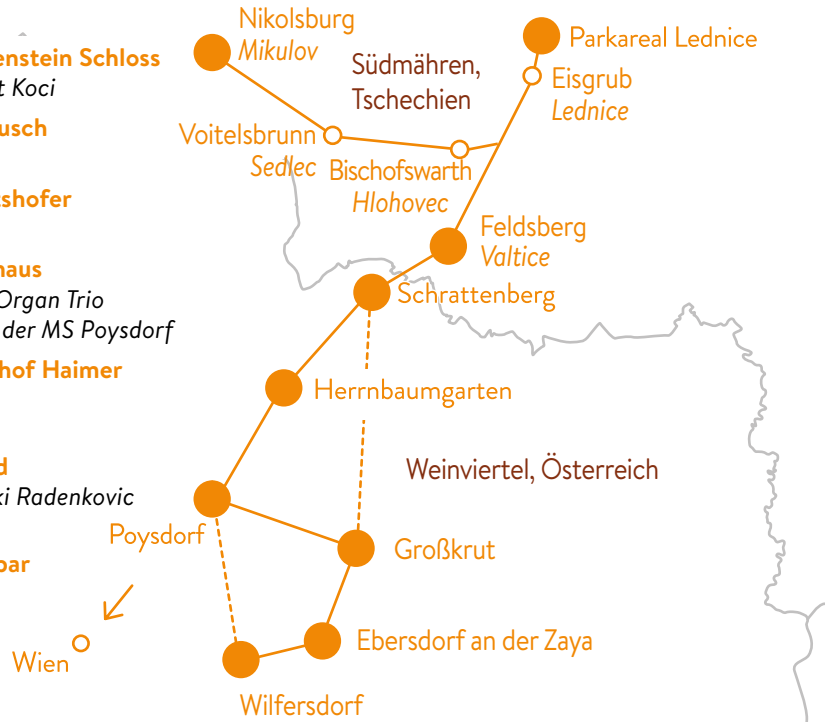 enstein Schloss
t Koci
usch
tshofer
naus
Organ Trio
der MS Poysdorf
hof Haimer
d
ki Radenkovic
bar
Nikolsburg
Mikulov
Südmähren,
Tschechien
Parkareal Lednice
Eisgrub
Lednice
Voitelsbrunn
Sedlec
Bischofswarth
Hlohovec
Feldsberg
Valtice
Schrattenberg
Herrnbaumgarten
Weinviertel, Österreich
Poysdorf
Großkrut
Ebersdorf an der Zaya
Wien
Wilfersdorf